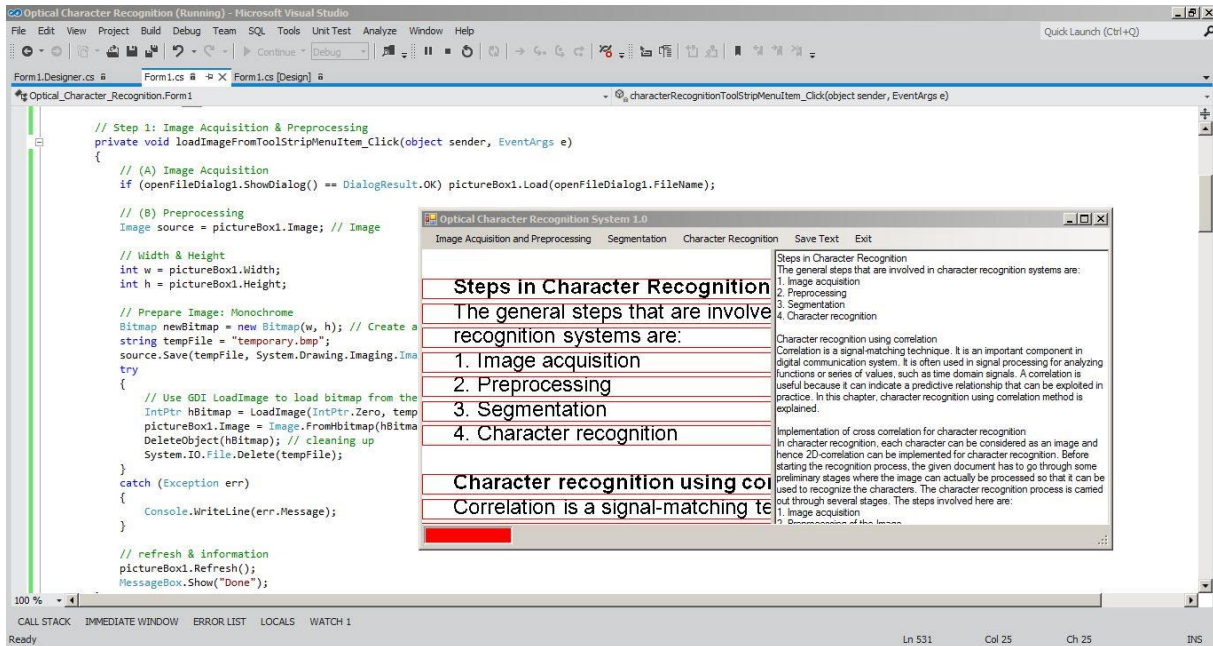 Optical Character Recognition (Running) - Microsoft Visual Studio
File Edit View Project Build Debug Team SQL Tools Unit Test Analyze Window Help
Quick Launch (Ctrl+Q)
Continue Debug
Form1.Designer.cs Form1.cs Form1.cs [Design]
Optical_Character_Recognition.Form1
characterRecognitionToolStripMenuItem_Click(object sender, EventArgs e)
// Step 1: Image Acquisition & Preprocessing
private void loadImageFromToolStripMenuItem_Click(object sender, EventArgs e)
{
// (A) Image Acquisition
if (openFileDialog1.ShowDialog() == DialogResult.OK) pictureBox1.Load(openFileDialog1.FileName);
// (B) Preprocessing
Image source = pictureBox1.Image; // Image
// Width & Height
int w = pictureBox1.Width;
int h = pictureBox1.Height;
// Prepare Image: Monochrome
Bitmap newBitmap = new Bitmap(w, h); // Create a
string tempFile = "temporary.bmp";
source.Save(tempFile, System.Drawing.Imaging.Ima
try
{
// Use GDI LoadImage to load bitmap from the
IntPtr hBitmap = LoadImage(IntPtr.Zero, temp
pictureBox1.Image = Image.FromHbitmap(hBitma
DeleteObject(hBitmap); // cleaning up
System.IO.File.Delete(tempFile);
}
catch (Exception err)
{
Console.WriteLine(err.Message);
}
// refresh & information
pictureBox1.Refresh();
MessageBox.Show("Done");
Optical Character Recognition System 1.0
Image Acquisition and Preprocessing Segmentation Character Recognition Save Text Exit
Steps in Character Recognition
The general steps that are involve
recognition systems are:
1. Image acquisition
2. Preprocessing
3. Segmentation
4. Character recognition
Character recognition using cor
Correlation is a signal-matching te
Steps in Character Recognition
The general steps that are involved in character recognition systems are:
1. Image acquisition
2. Preprocessing
3. Segmentation
4. Character recognition
Character recognition using correlation
Correlation is a signal-matching technique. It is an important component in
digital communication system. It is often used in signal processing for analyzing
functions or series of values, such as time domain signals. A correlation is
useful because it can indicate a predictive relationship that can be exploited in
practice. In this chapter, character recognition using correlation method is
explained.
Implementation of cross correlation for character recognition
In character recognition, each character can be considered as an image and
hence 2D-correlation can be implemented for character recognition. Before
starting the recognition process, the given document has to go through some
preliminary stages where the image can actually be processed so that it can be
used to recognize the characters. The character recognition process is carried
out through several stages. The steps involved here are:
1. Image acquisition
2. Preprocessing of the Image
100 %
CALL STACK IMMEDIATE WINDOW ERROR LIST LOCALS WATCH 1
Ready Ln 531 Col 25 Ch 25 INS